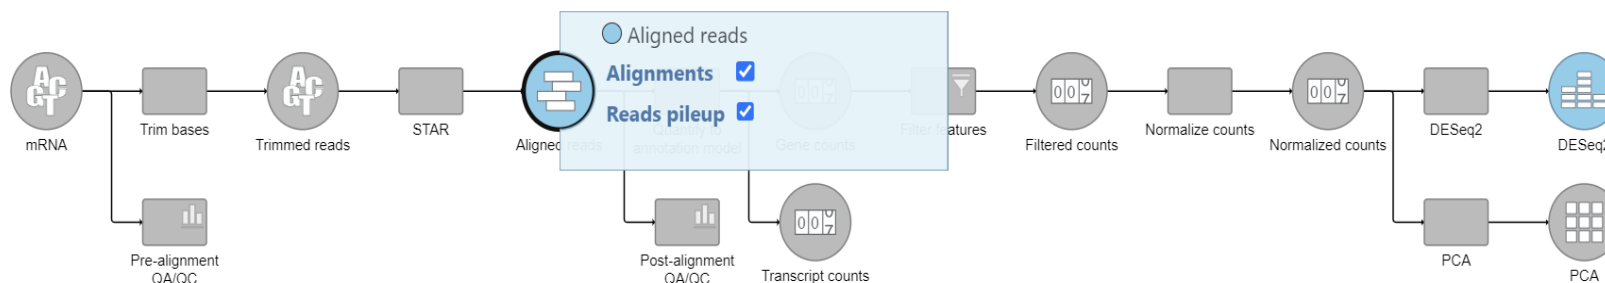 Aligned reads
Alignments
Reads pileup
mRNA
Trim bases
Trimmed reads
STAR
Aligned reads
Quantify to
annotation model
Gene counts
Filter features
Filtered counts
Normalize counts
Normalized counts
DESeq2
DESeq2
Pre-alignment
QA/QC
Post-alignment
QA/QC
Transcript counts
PCA
PCA